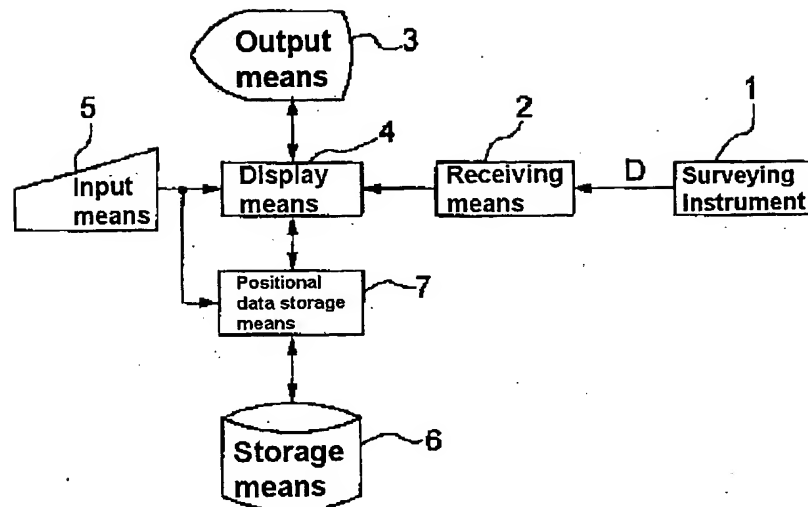 Output
means
3
5
4
2
1
Input
means
Display
means
Receiving
means
D
Surveying
Instrument
Positional
data storage
means
7
Storage
means
6